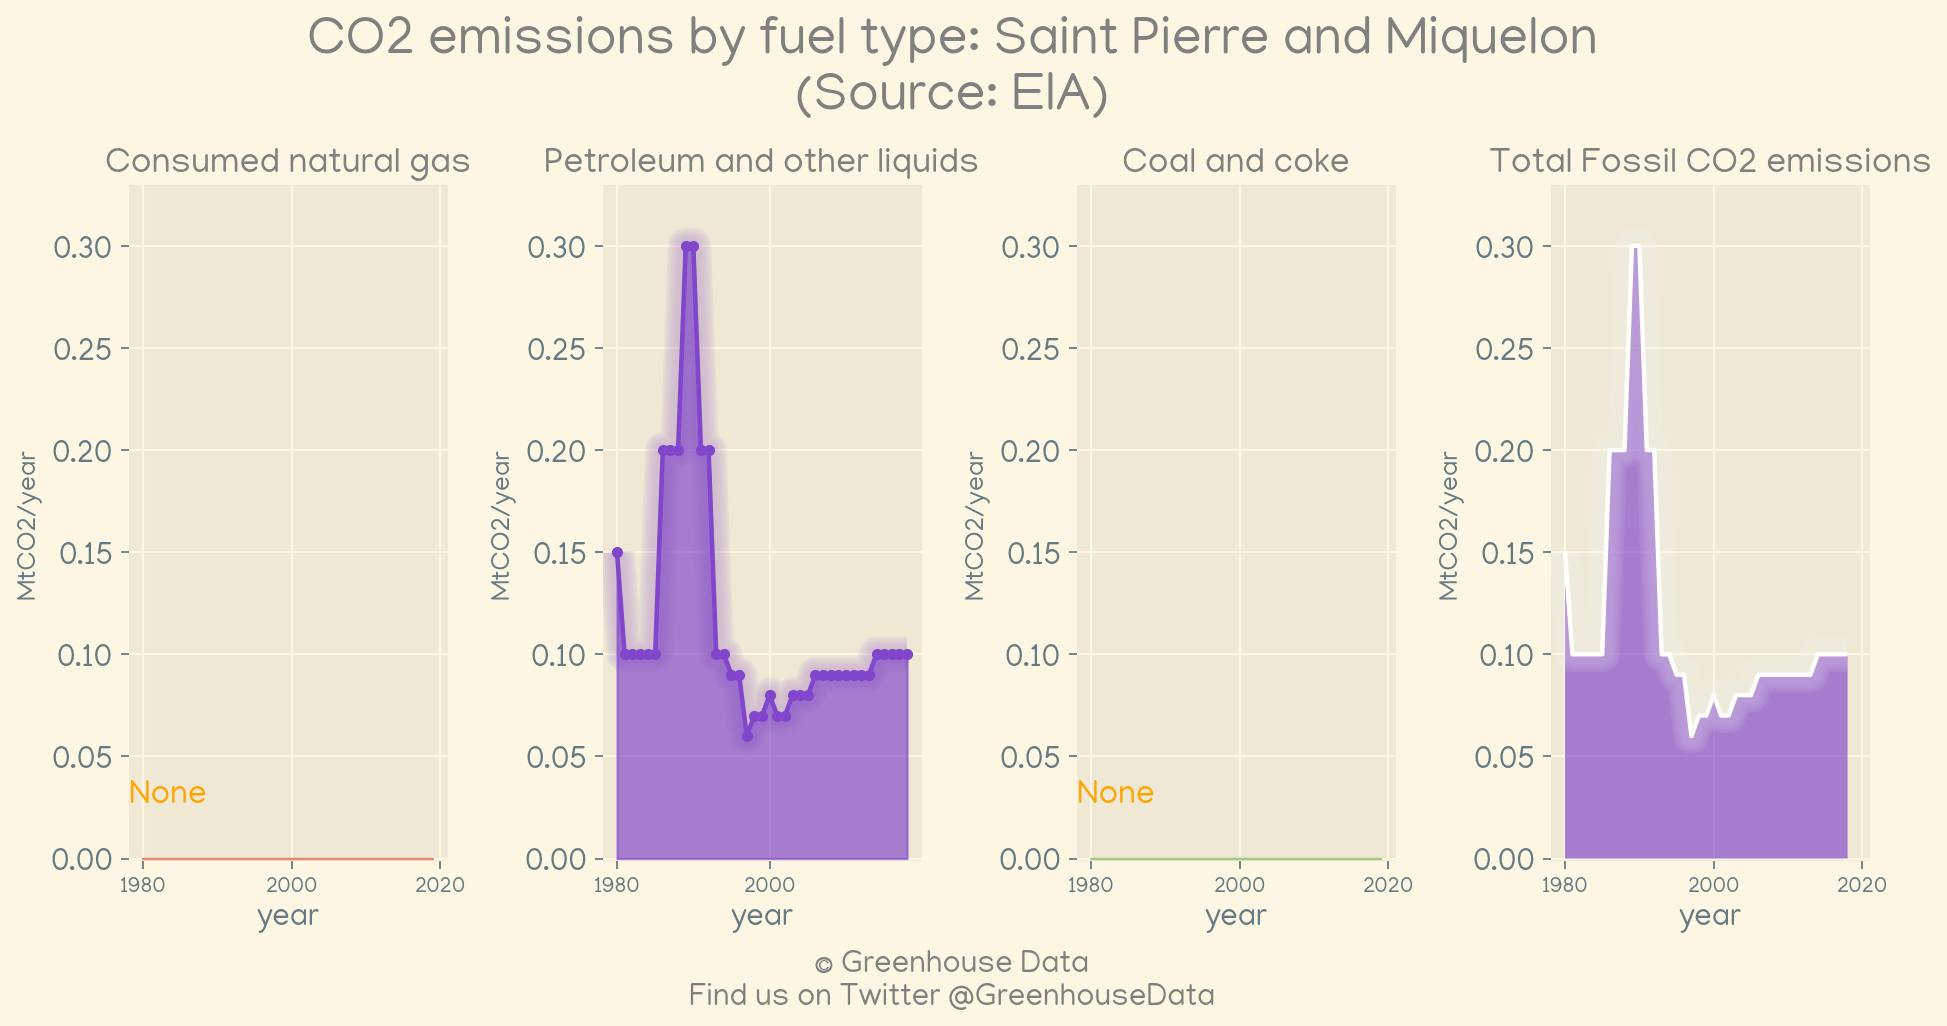 CO2 emissions by fuel type: Saint Pierre and Miquelon
(Source: EIA)
Consumed natural gas
Petroleum and other liquids
Coal and coke
Total Fossil CO2 emissions
0.30
0.25
0.20
0.15
0.10
0.05
0.00
MtCO2/year
None
1980
2000
2020
year
0.30
0.25
0.20
0.15
0.10
0.05
0.00
MtCO2/year
1980
2000
year
0.30
0.25
0.20
0.15
0.10
0.05
0.00
MtCO2/year
None
1980
2000
2020
year
0.30
0.25
0.20
0.15
0.10
0.05
0.00
MtCO2/year
1980
2000
2020
year
© Greenhouse Data
Find us on Twitter @GreenhouseData